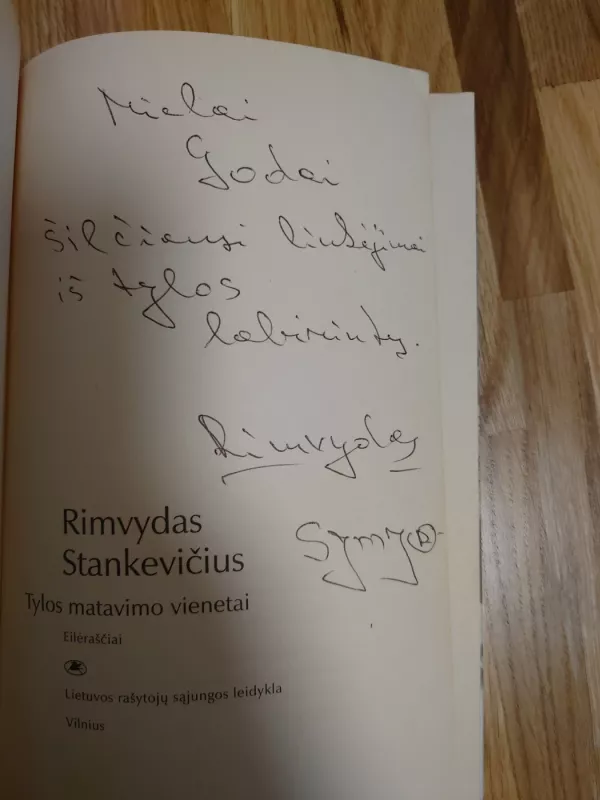 Mielai
Godai
šilčiausi linkėjimai
iš tylos
labirintų.
Rimvydas
Rimvydas
Stankevičius
Tylos matavimo vienetai
Eilėraščiai
Lietuvos rašytojų sąjungos leidykla
Vilnius